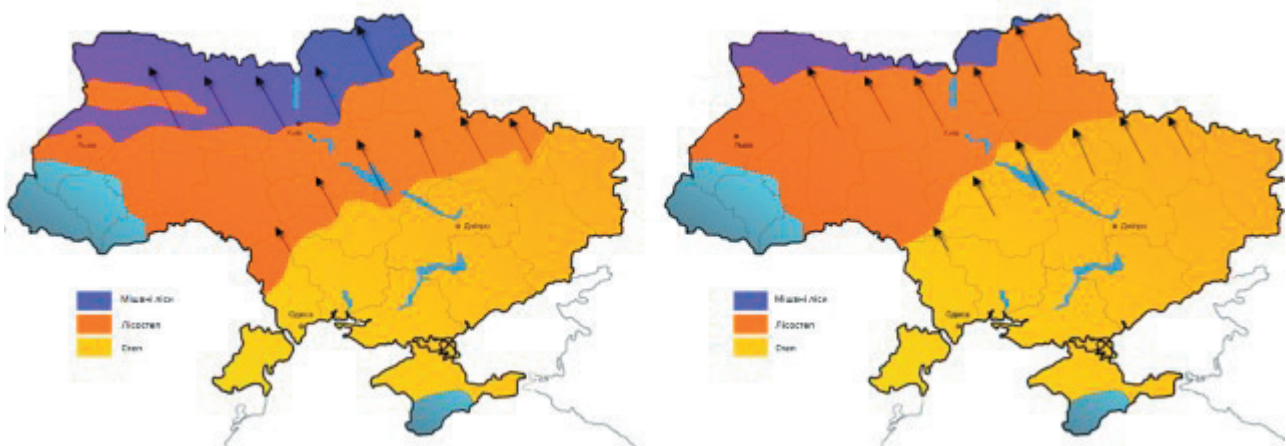 Львів
Київ
Дніпро
Одеса
Мішані ліси
Лісостеп
Степ
Львів
Київ
Дніпро
Одеса
Мішані ліси
Лісостеп
Степ